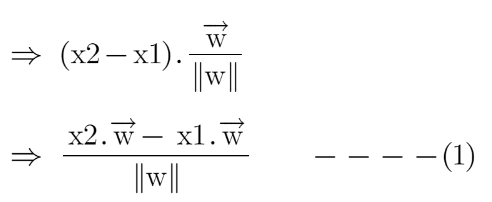 ⇒ (x2 − x1) . w⃗ / ‖w‖
⇒ (x2 . w⃗ − x1 . w⃗) / ‖w‖ − − − −(1)